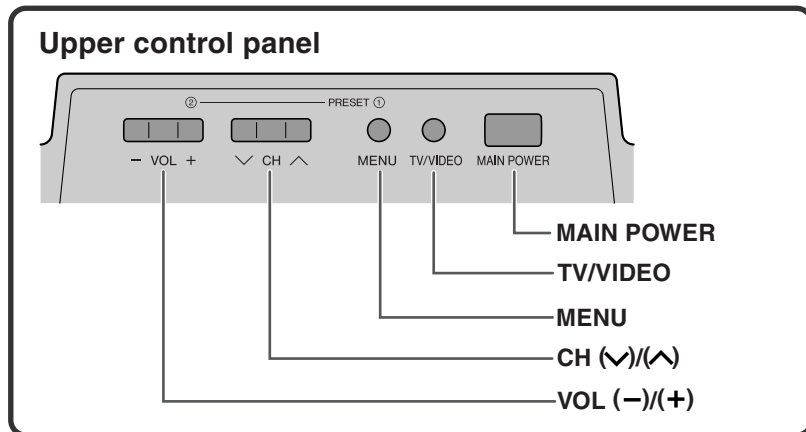 Upper control panel
② PRESET ①
− VOL + ∨ CH ∧ MENU TV/VIDEO MAIN POWER
MAIN POWER
TV/VIDEO
MENU
CH (∨)/(∧)
VOL (−)/(+)